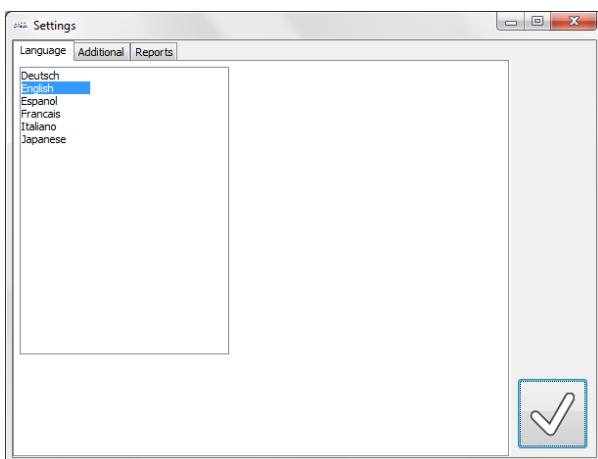 Settings
Language Additional Reports
Deutsch
English
Espanol
Francais
Italiano
Japanese